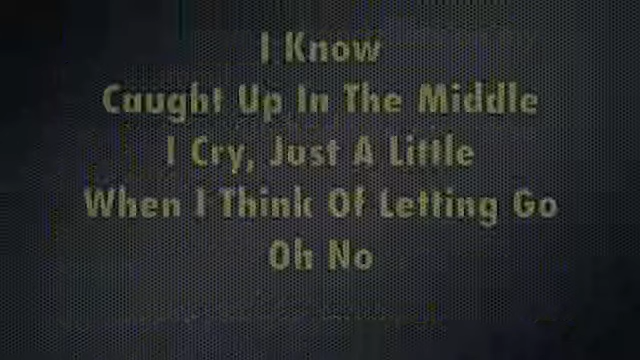 I Know
Caught Up In The Middle
I Cry, Just A Little
When I Think Of Letting Go
Oh No